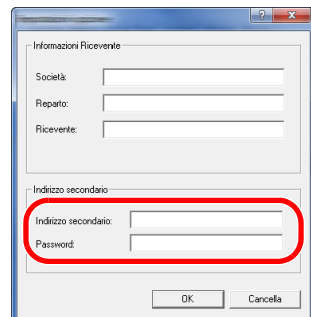 Informazioni Ricevente
Società:
Reparto:
Ricevente:
Indirizzo secondario
Indirizzo secondario:
Password:
OK Cancella